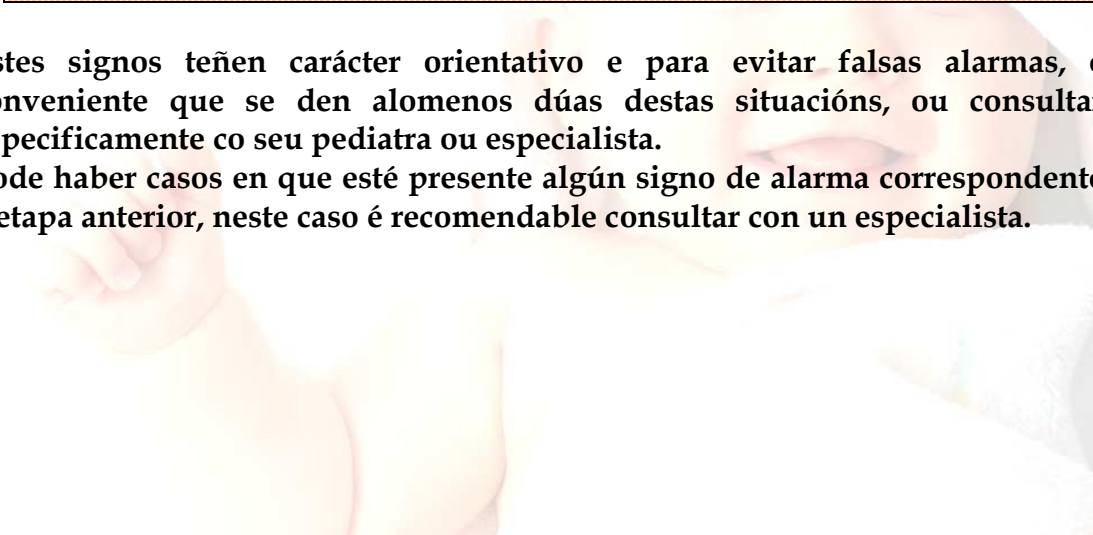 stes signos teñen carácter orientativo e para evitar falsas alarmas,
onveniente que se den alomenos dúas destas situacións, ou consultar
specificamente co seu pediatra ou especialista.
ode haber casos en que esté presente algún signo de alarma correspondente
etapa anterior, neste caso é recomendable consultar con un especialista.